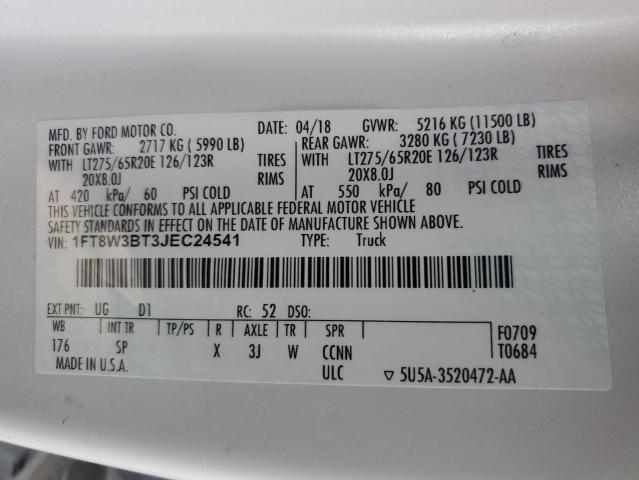 MFD. BY FORD MOTOR CO. DATE: 04/18 GVWR: 5216 KG (11500 LB)
FRONT GAWR: 2717 KG ( 5990 LB) REAR GAWR: 3280 KG ( 7230 LB)
WITH LT275/65R20E 126/123R TIRES WITH LT275/65R20E 126/123R TIRES
20X8.0J RIMS 20X8.0J RIMS
AT 420 kPa/ 60 PSI COLD AT 550 kPa/ 80 PSI COLD
THIS VEHICLE CONFORMS TO ALL APPLICABLE FEDERAL MOTOR VEHICLE
SAFETY STANDARDS IN EFFECT ON THE DATE OF MANUFACTURE SHOWN ABOVE.
VIN: 1FT8W3BT3JEC24541 TYPE: Truck
EXT PNT: UG D1 RC: 52 DSO:
WB INT TR TP/PS R AXLE TR SPR F0709
176 SP X 3J W CCNN T0684
MADE IN U.S.A. ULC ▽ 5U5A-3520472-AA